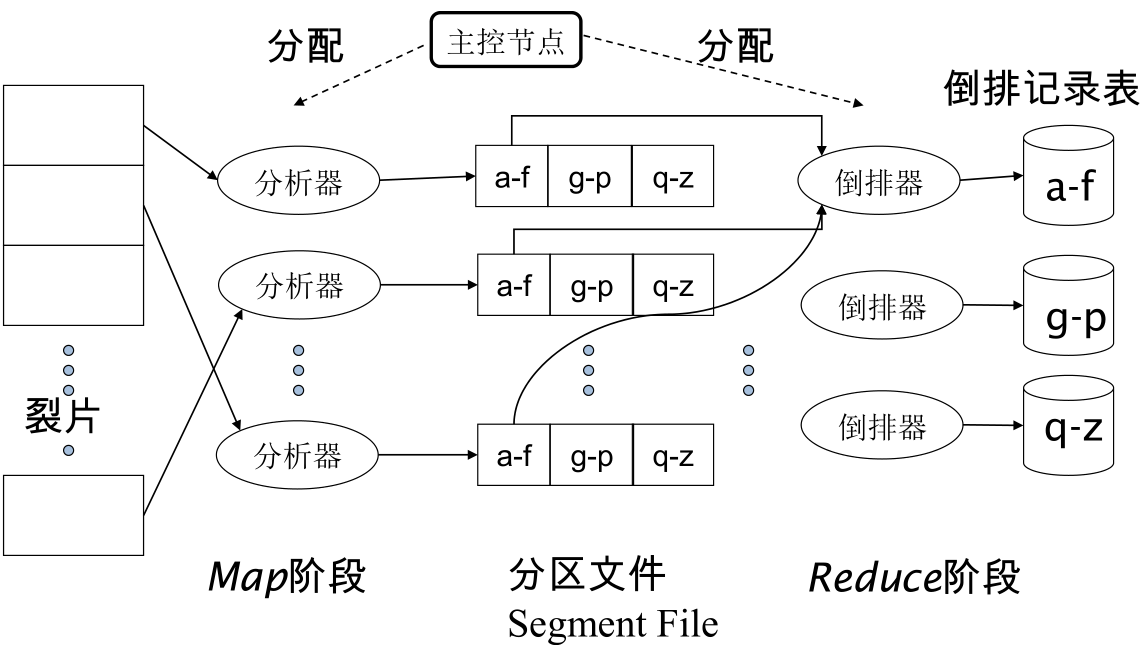 分配
主控节点
分配
倒排记录表
分析器
a-f
g-p
q-z
倒排器
a-f
分析器
a-f
g-p
q-z
倒排器
g-p
裂片
分析器
a-f
g-p
q-z
倒排器
q-z
Map阶段
分区文件
Segment File
Reduce阶段